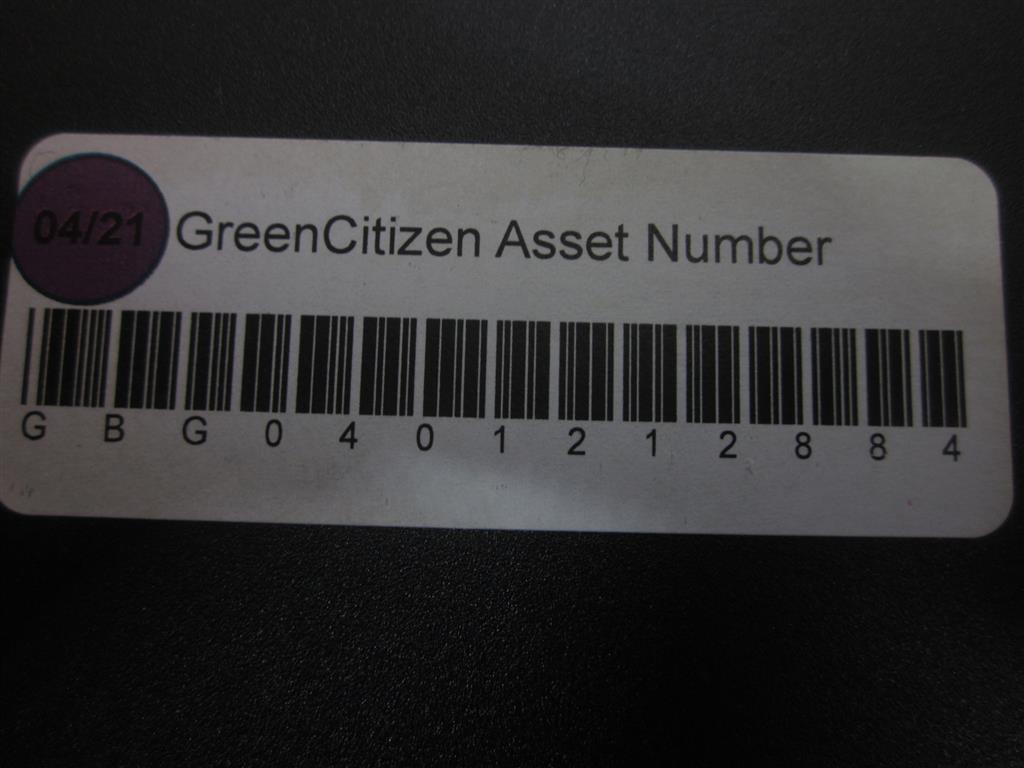 04/21 GreenCitizen Asset Number
G B G 0 4 0 1 2 1 2 8 8 4